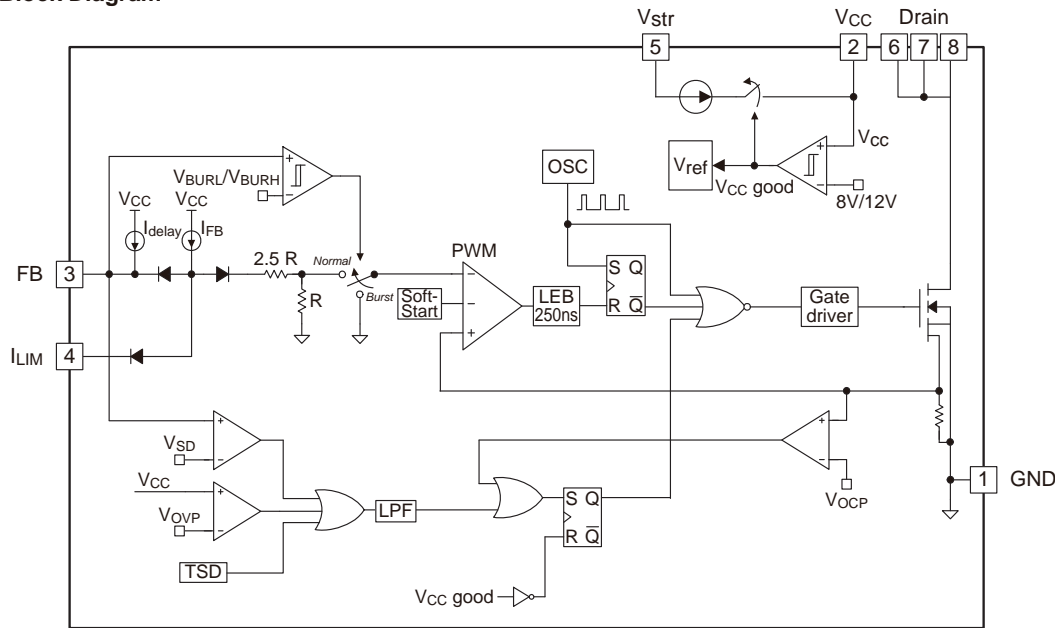 Block Diagram
Vstr
VCC
Drain
5
2
6
7
8
VCC
Vref
VCC good
8V/12V
OSC
VBURL/VBURH
VCC
VCC
Idelay
IFB
FB
3
2.5 R
R
Normal
Burst
Soft-
Start
PWM
LEB
250ns
S Q
R Q̅
Gate
driver
ILIM
4
VSD
VCC
VOVP
TSD
LPF
S Q
R Q̅
VCC good
VOCP
1
GND